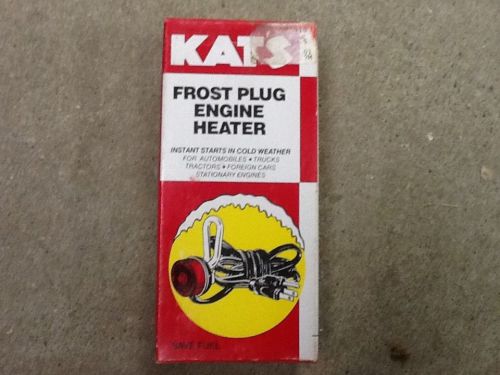 KATS
FROST PLUG
ENGINE
HEATER
INSTANT STARTS IN COLD WEATHER
FOR AUTOMOBILES • TRUCKS
TRACTORS • FOREIGN CARS
STATIONARY ENGINES
SAVE FUEL